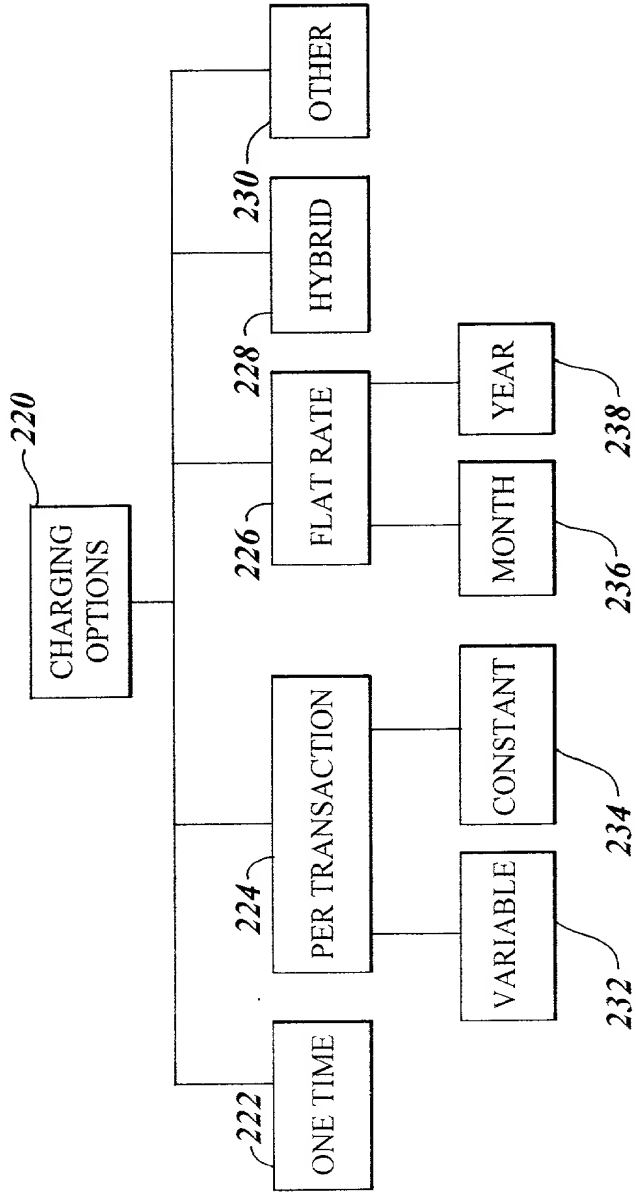 220
CHARGING
OPTIONS
222
ONE TIME
224
PER TRANSACTION
226
FLAT RATE
228
HYBRID
230
OTHER
VARIABLE
232
CONSTANT
234
MONTH
236
YEAR
238